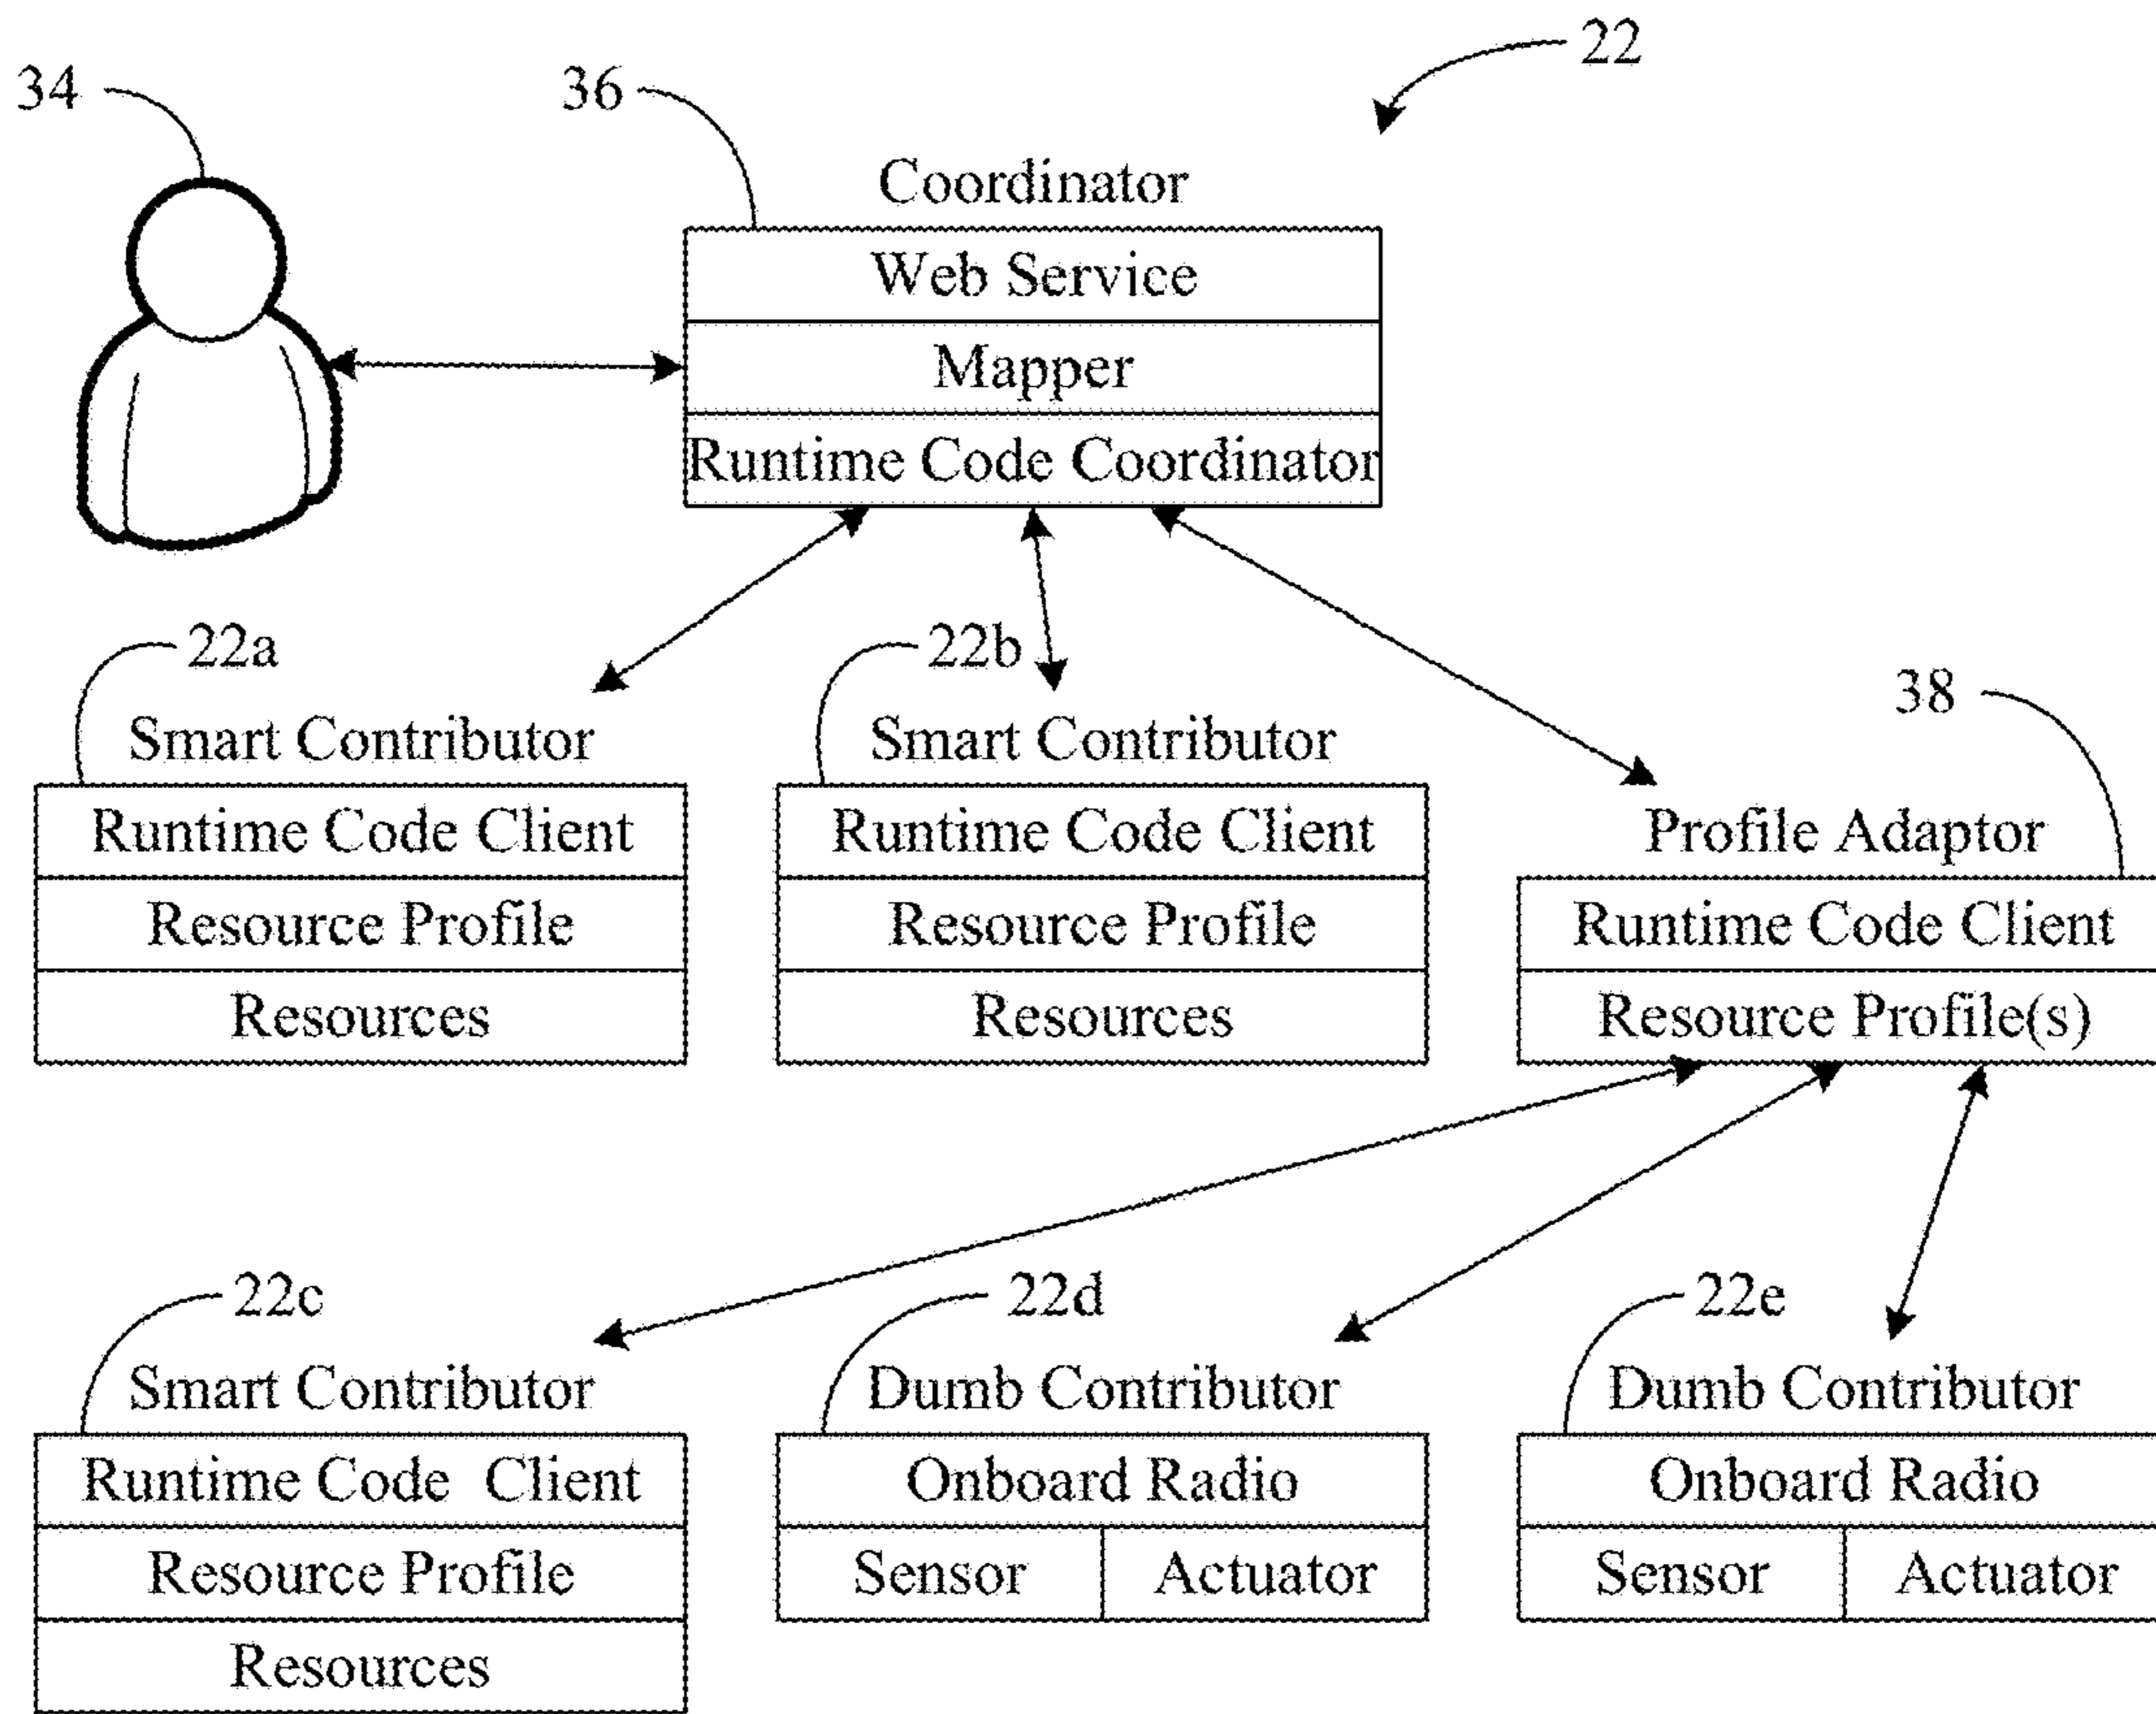 22
34
36
Coordinator
Web Service
Mapper
Runtime Code Coordinator
22a
22b
38
Smart Contributor
Runtime Code Client
Resource Profile
Resources
Smart Contributor
Runtime Code Client
Resource Profile
Resources
Profile Adaptor
Runtime Code Client
Resource Profile(s)
22c
22d
22e
Smart Contributor
Runtime Code Client
Resource Profile
Resources
Dumb Contributor
Onboard Radio
Sensor Actuator
Dumb Contributor
Onboard Radio
Sensor Actuator